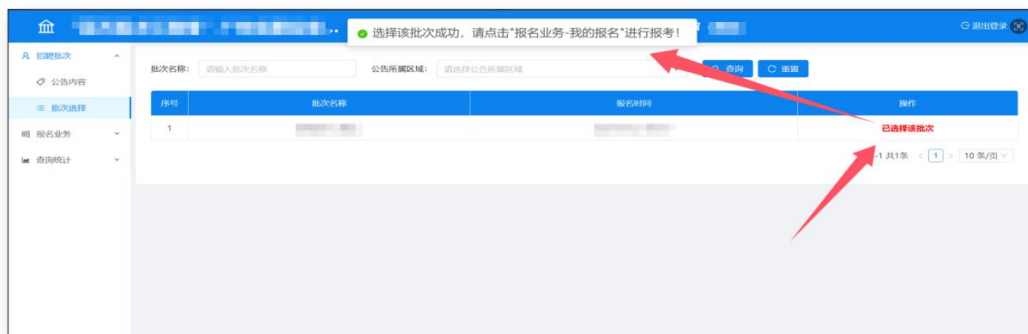 选择该批次成功，请点击"报名业务-我的报名"进行报考！
退出登录
招聘批次
公告内容
批次选择
报名业务
查询统计
批次名称： 请输入批次名称 公告所属区域： 请选择公告所属区域 查询 重置
序号 批次名称 报名时间 操作
1 已选择该批次
-1 共1条 < 1 > 10 条/页